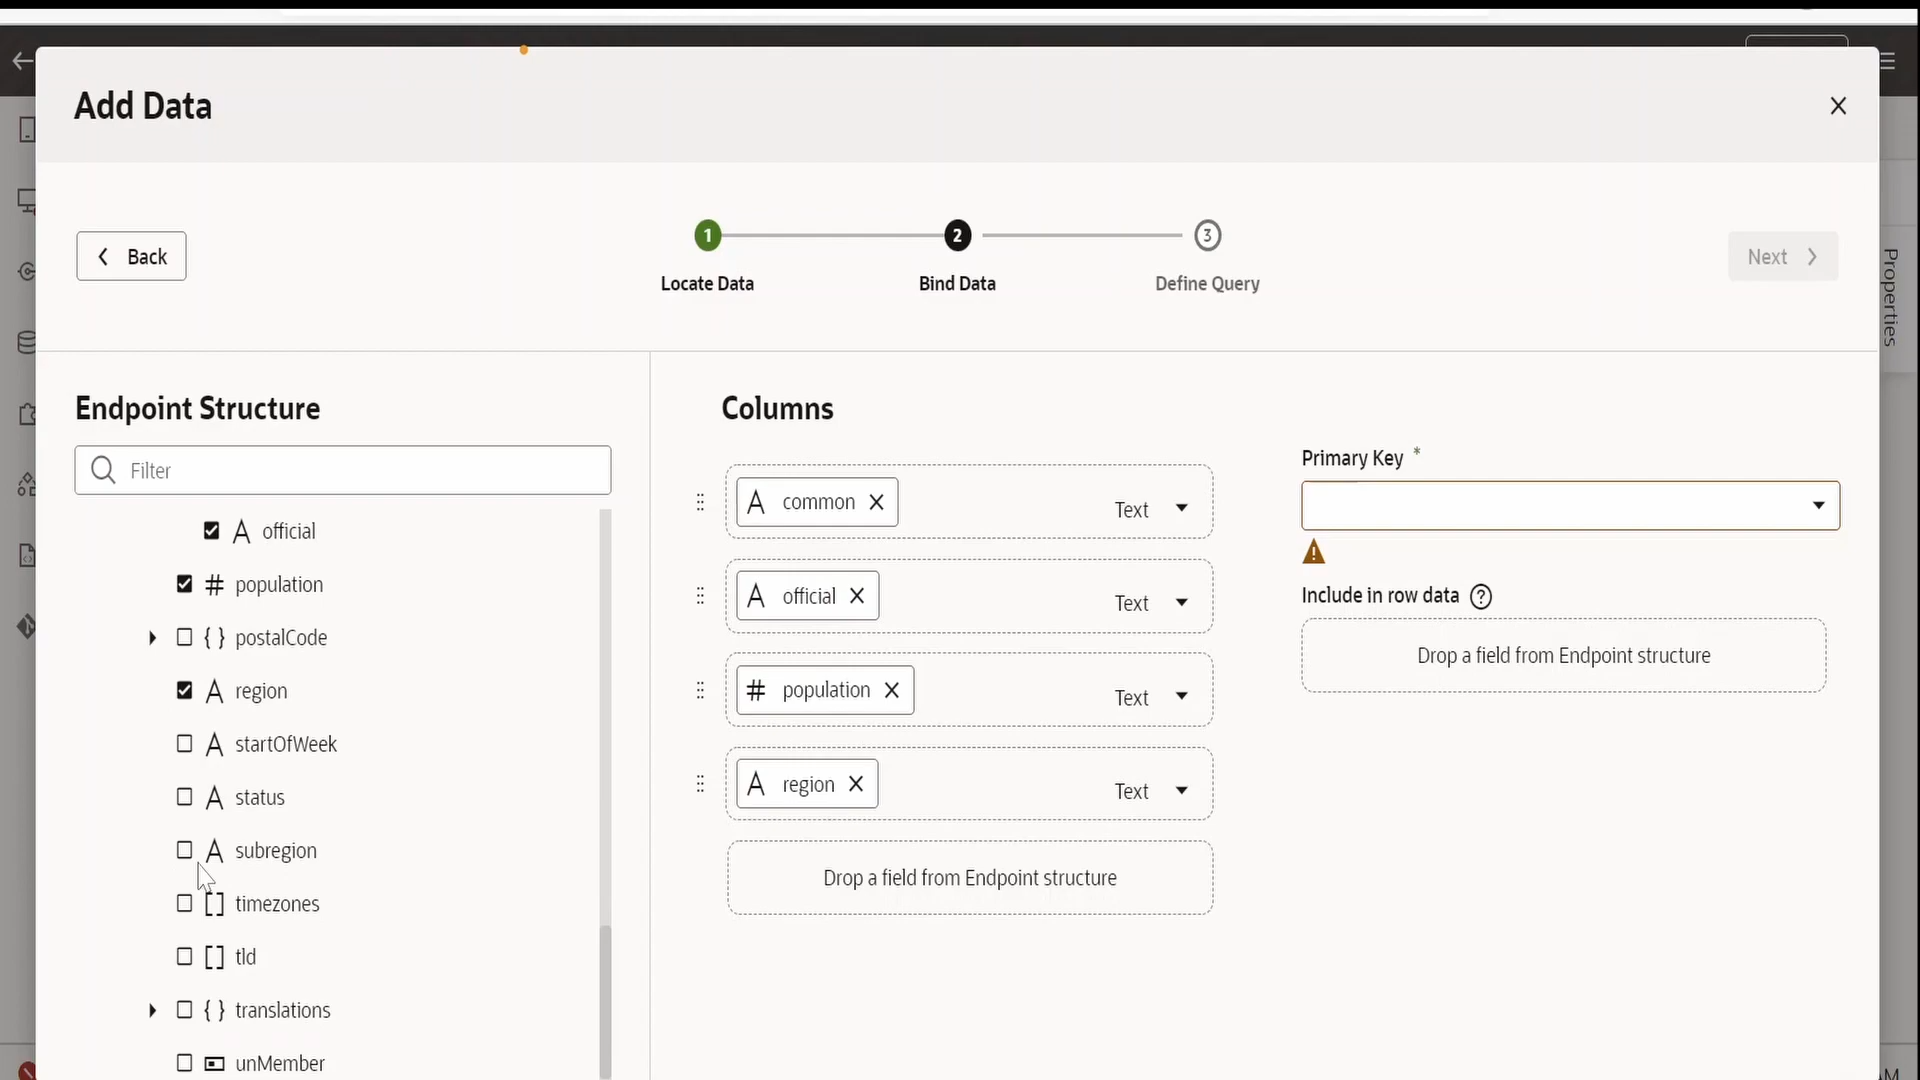 Add Data
Back
1
2
3
Locate Data
Bind Data
Define Query
Next
Properties
Endpoint Structure
Filter
official
population
postalCode
region
startOfWeek
status
subregion
timezones
tld
translations
unMember
Columns
common Text
official Text
population Text
region Text
Drop a field from Endpoint structure
Primary Key *
Include in row data
Drop a field from Endpoint structure
AM